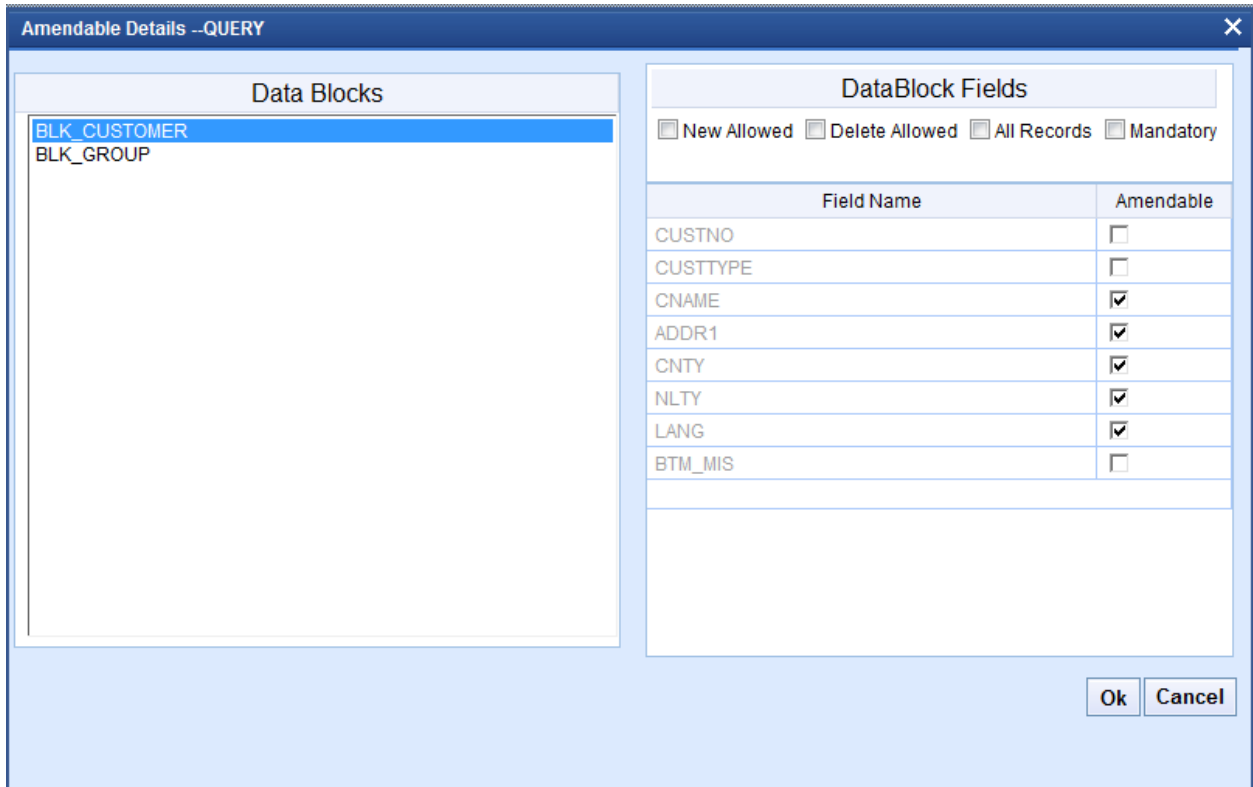 Amendable Details --QUERY
Data Blocks
BLK_CUSTOMER
BLK_GROUP
DataBlock Fields
New Allowed Delete Allowed All Records Mandatory
Field Name Amendable
CUSTNO
CUSTTYPE
CNAME
ADDR1
CNTY
NLTY
LANG
BTM_MIS
Ok Cancel